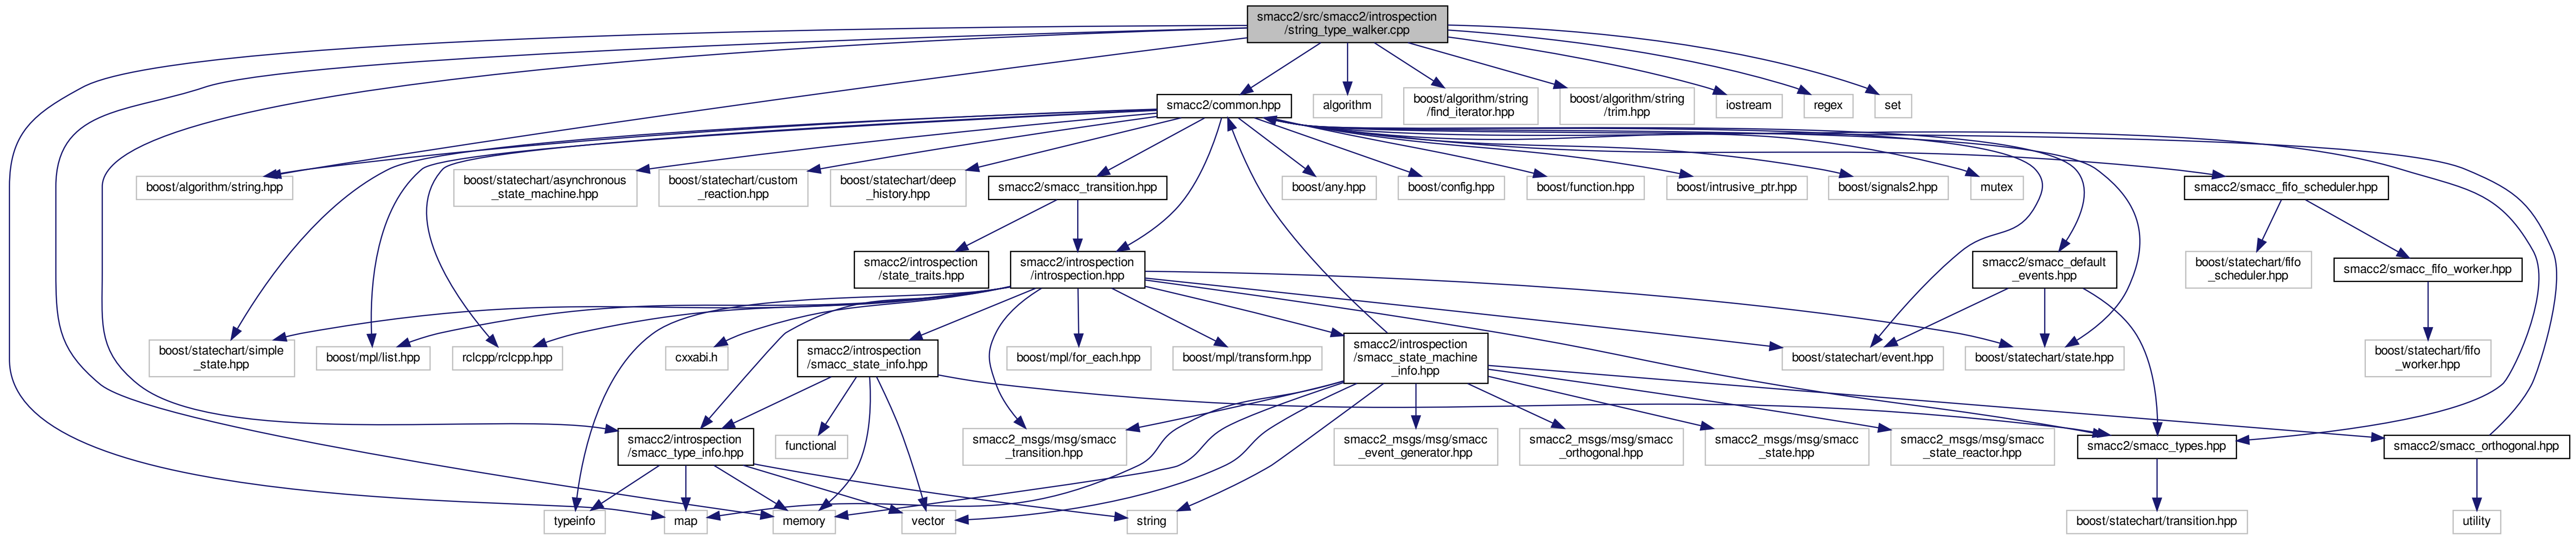 smacc2/src/smacc2/introspection
/string_type_walker.cpp
smacc2/common.hpp
algorithm
boost/algorithm/string
/find_iterator.hpp
boost/algorithm/string
/trim.hpp
iostream
regex
set
boost/algorithm/string.hpp
boost/statechart/asynchronous
_state_machine.hpp
boost/statechart/custom
_reaction.hpp
boost/statechart/deep
_history.hpp
smacc2/smacc_transition.hpp
boost/any.hpp
boost/config.hpp
boost/function.hpp
boost/intrusive_ptr.hpp
boost/signals2.hpp
mutex
smacc2/smacc_fifo_scheduler.hpp
smacc2/introspection
/state_traits.hpp
smacc2/introspection
/introspection.hpp
smacc2/smacc_default
_events.hpp
boost/statechart/fifo
_scheduler.hpp
smacc2/smacc_fifo_worker.hpp
boost/statechart/simple
_state.hpp
boost/mpl/list.hpp
rclcpp/rclcpp.hpp
cxxabi.h
smacc2/introspection
/smacc_state_info.hpp
boost/mpl/for_each.hpp
boost/mpl/transform.hpp
smacc2/introspection
/smacc_state_machine
_info.hpp
boost/statechart/event.hpp
boost/statechart/state.hpp
boost/statechart/fifo
_worker.hpp
smacc2/introspection
/smacc_type_info.hpp
functional
smacc2_msgs/msg/smacc
_transition.hpp
smacc2_msgs/msg/smacc
_event_generator.hpp
smacc2_msgs/msg/smacc
_orthogonal.hpp
smacc2_msgs/msg/smacc
_state.hpp
smacc2_msgs/msg/smacc
_state_reactor.hpp
smacc2/smacc_types.hpp
smacc2/smacc_orthogonal.hpp
typeinfo
map
memory
vector
string
boost/statechart/transition.hpp
utility